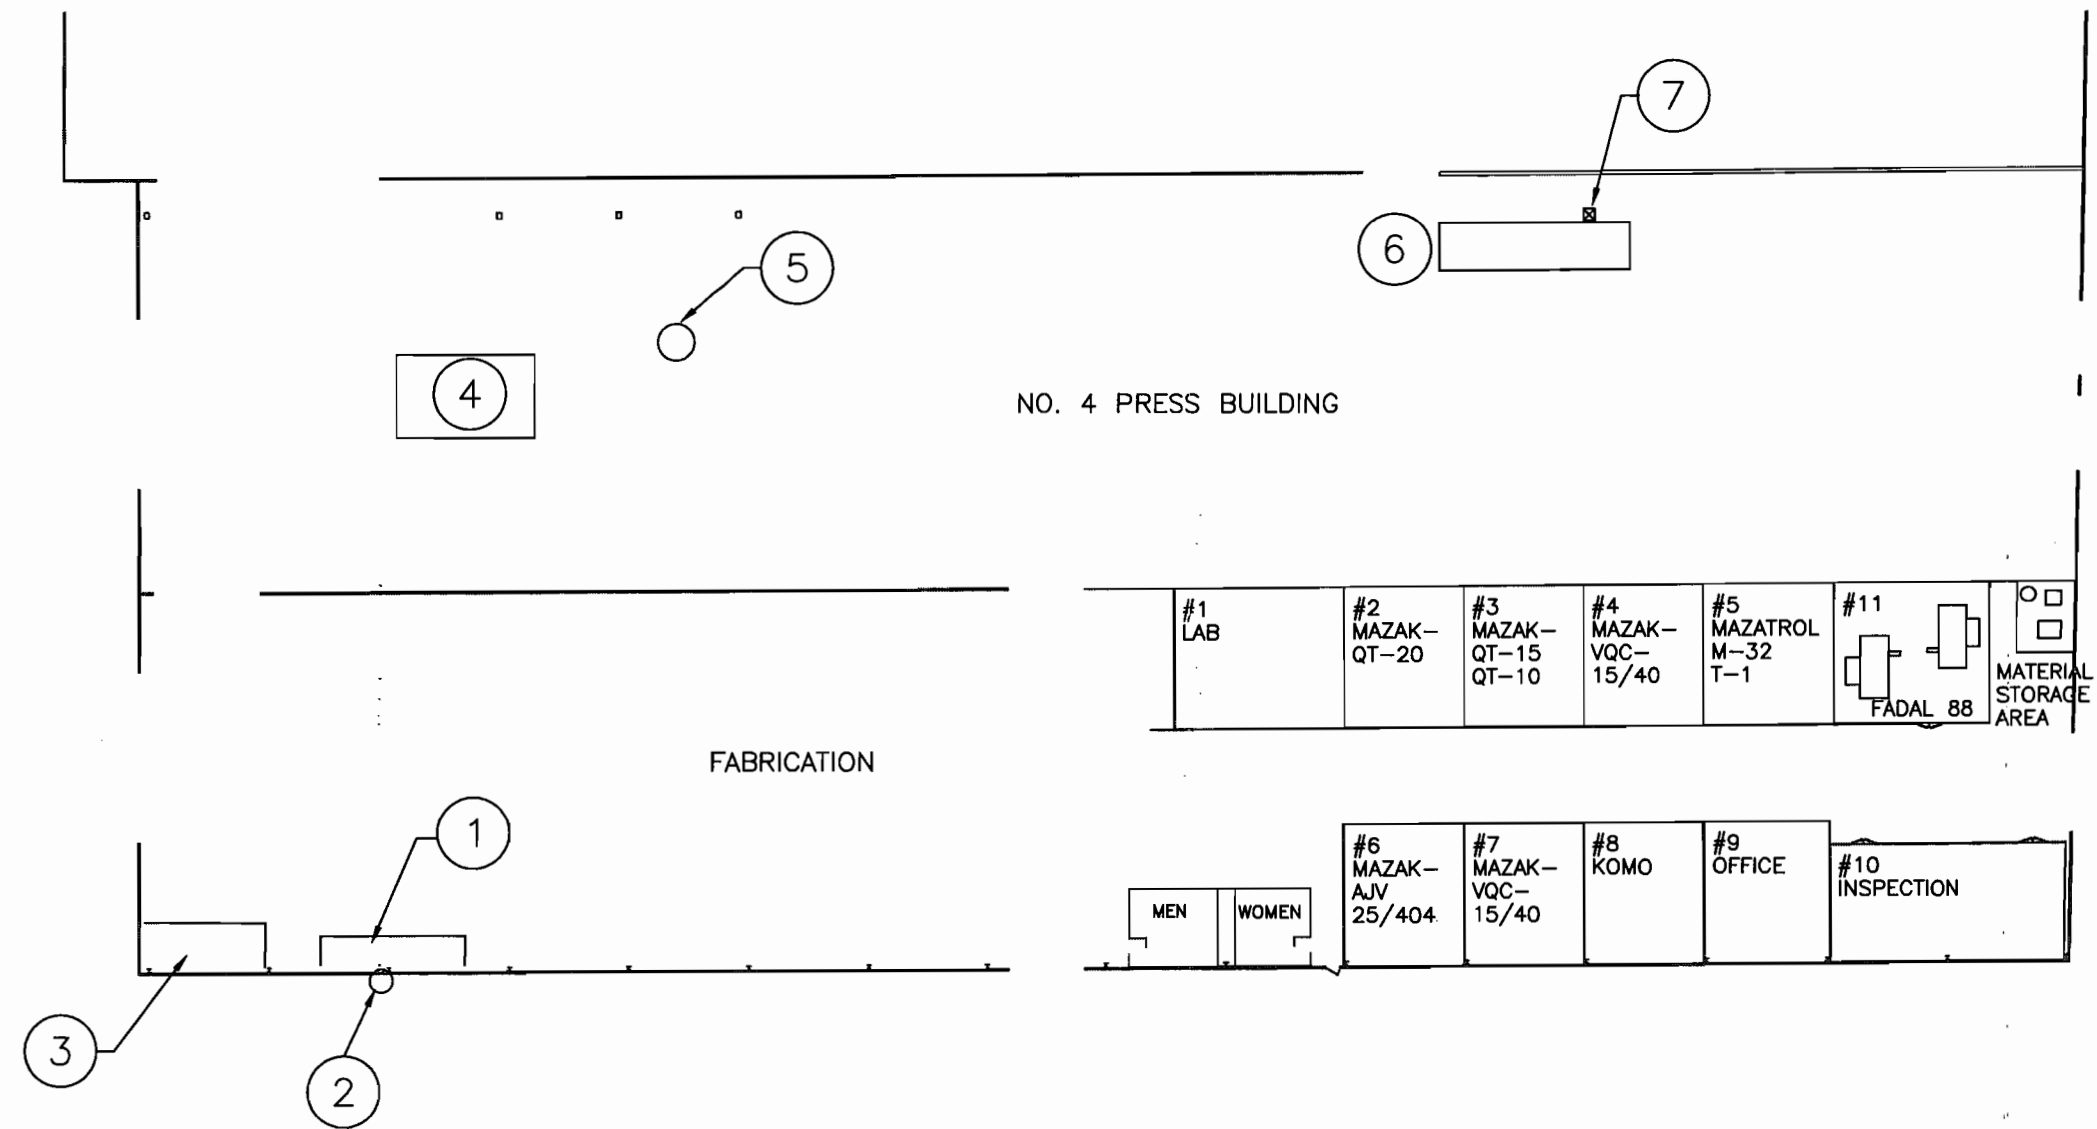 7
6
5
4
NO. 4 PRESS BUILDING
#1
LAB
#2
MAZAK-
QT-20
#3
MAZAK-
QT-15
QT-10
#4
MAZAK-
VQC-
15/40
#5
MAZATROL
M-32
T-1
#11
FADAL 88
MATERIAL
STORAGE
AREA
FABRICATION
1
#6
MAZAK-
AJV
25/404
#7
MAZAK-
VQC-
15/40
#8
KOMO
#9
OFFICE
#10
INSPECTION
MEN
WOMEN
3
2